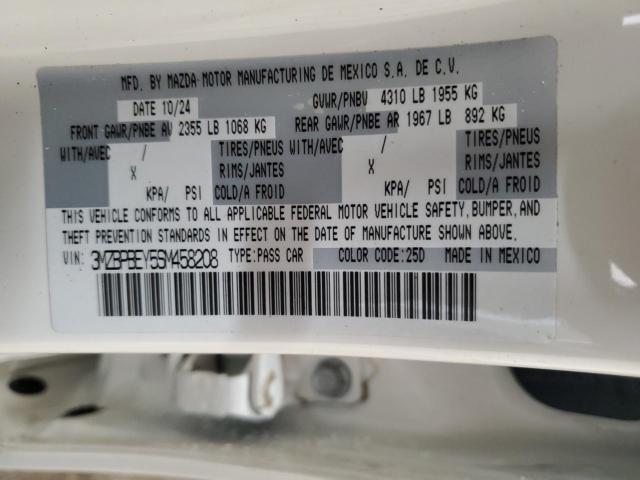 MFD. BY MAZDA-MOTOR MANUFACTURING DE MEXICO S.A. DE C.V.
DATE 10/24 GVWR/PNBV 4310 LB 1955 KG
FRONT GAWR/PNBE AV 2355 LB 1068 KG REAR GAWR/PNBE AR 1967 LB 892 KG
WITH/AVEC / TIRES/PNEUS WITH/AVEC / TIRES/PNEUS
X RIMS/JANTES X RIMS/JANTES
KPA/ PSI COLD/A FROID KPA/ PSI COLD/A FROID
THIS VEHICLE CONFORMS TO ALL APPLICABLE FEDERAL MOTOR VEHICLE SAFETY, BUMPER, AND
THEFT PREVENTION STANDARDS IN EFFECT ON THE DATE OF MANUFACTURE SHOWN ABOVE.
VIN: 3MZBPBEY5SM458208 TYPE:PASS CAR COLOR CODE:25D MADE IN MEXICO